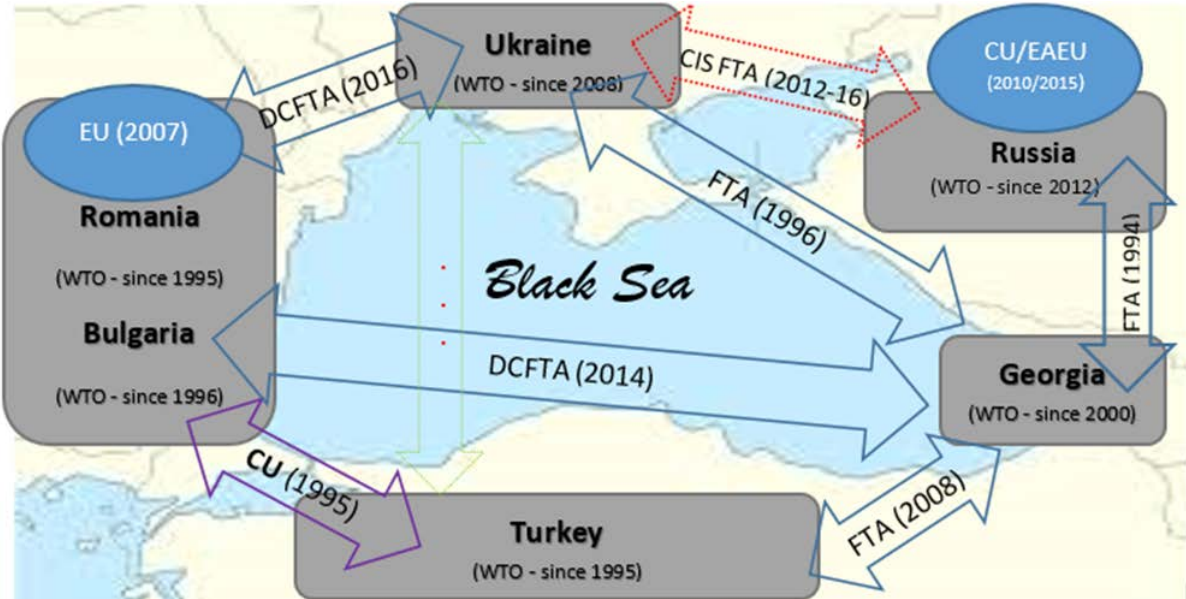 Ukraine
(WTO - since 2008)
CU/EAEU
(2010/2015)
CIS FTA (2012-16)
DCFTA (2016)
EU (2007)
Russia
(WTO - since 2012)
Romania
(WTO - since 1995)
FTA (1996)
FTA (1994)
Black Sea
Bulgaria
(WTO - since 1996)
DCFTA (2014)
Georgia
(WTO - since 2000)
CU (1995)
FTA (2008)
Turkey
(WTO - since 1995)